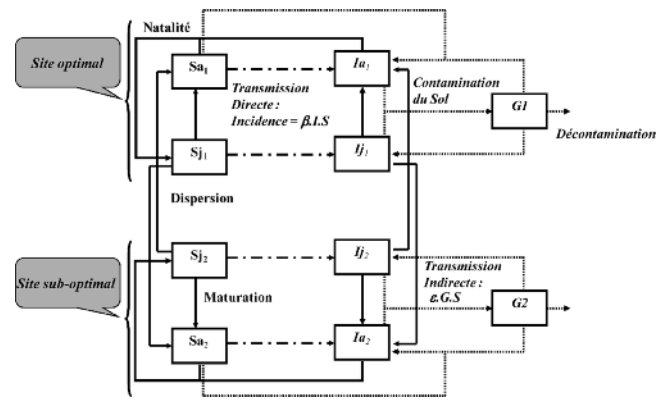 Natalité
Site optimal
Sa₁
Ia₁
Transmission
Directe :
Incidence = β.I.S
Contamination
du Sol
G1
Décontamination
Sj₁
Ij₁
Dispersion
Sj₂
Ij₂
Site sub-optimal
Maturation
Transmission
Indirecte :
ε.G.S
G2
Sa₂
Ia₂